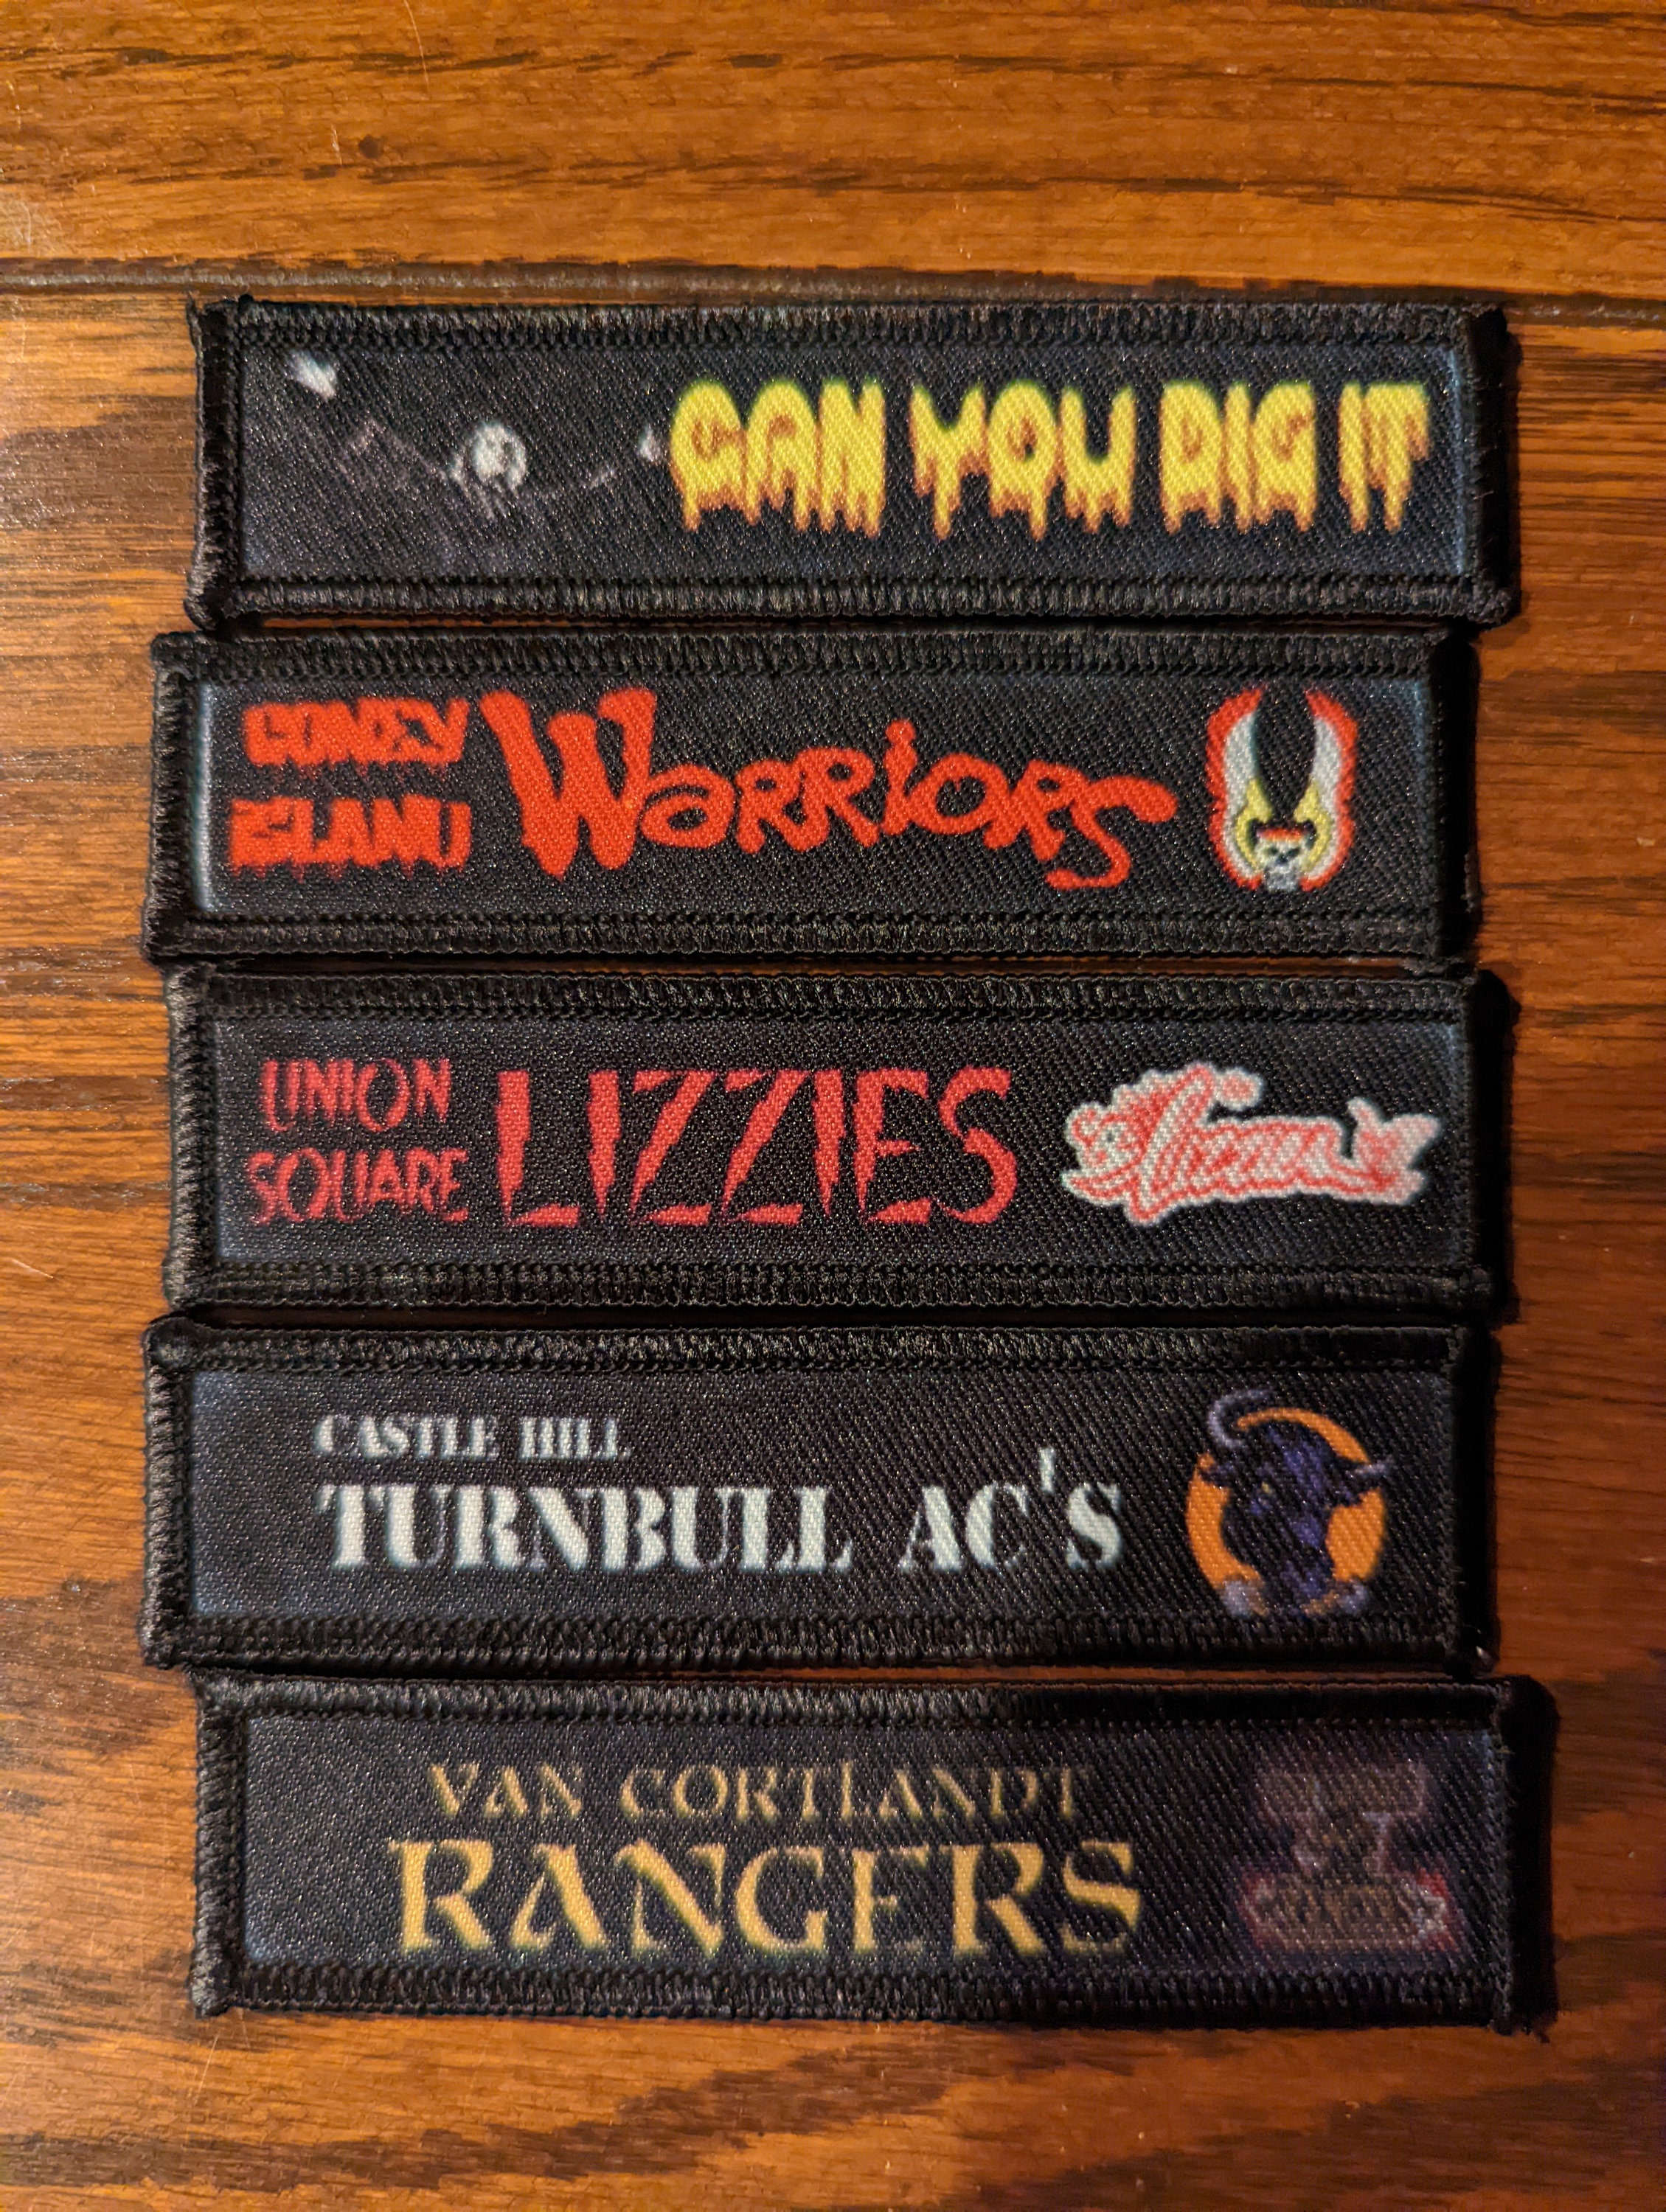 CAN YOU DIG IT
CONEY
ISLAND
WARRIORS
UNION
SQUARE
LIZZIES
CASTLE HILL
TURNBULL AC'S
VAN CORTLANDT
RANGERS